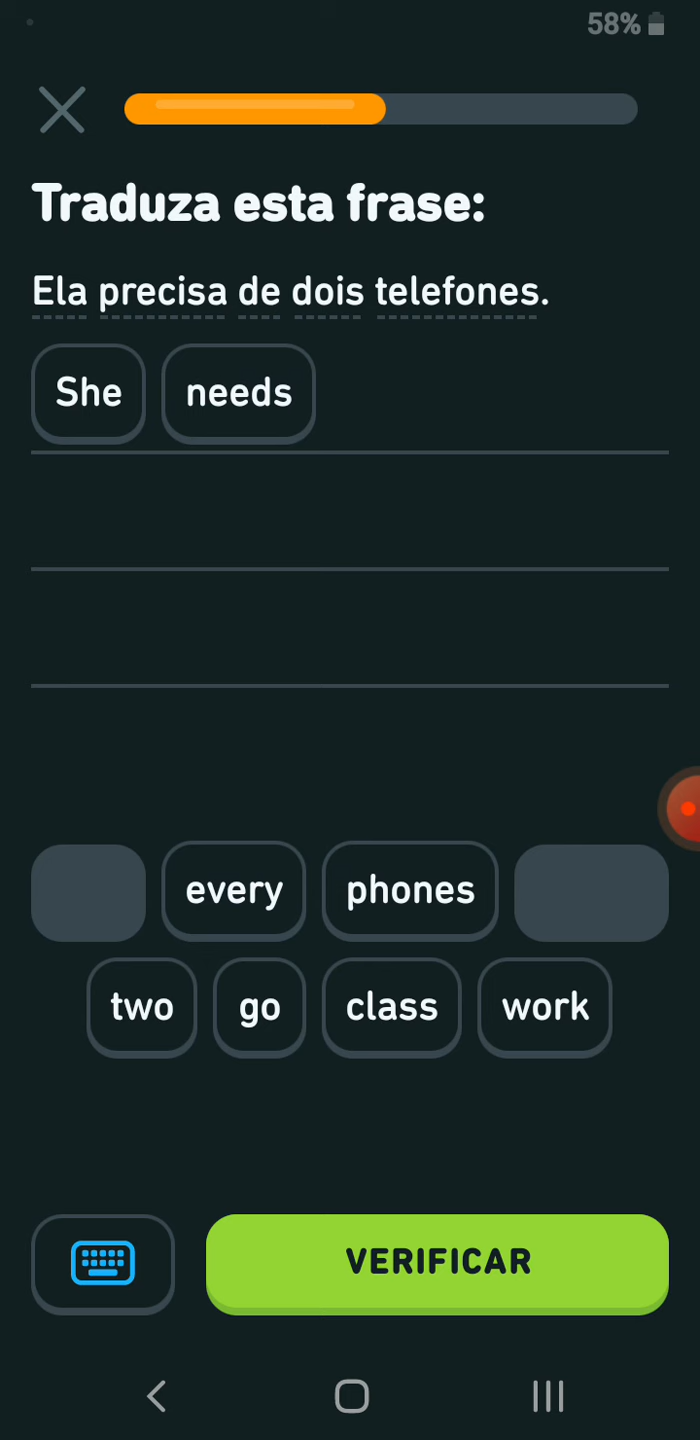 58%
Traduza esta frase:
Ela precisa de dois telefones.
She needs
every phones
two go class work
VERIFICAR